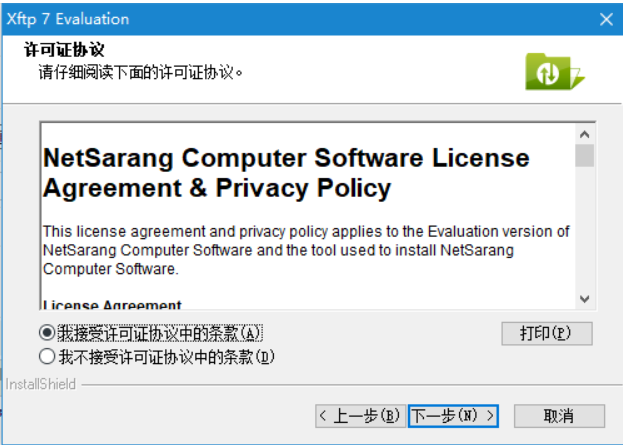 Xftp 7 Evaluation
许可证协议
请仔细阅读下面的许可证协议。
NetSarang Computer Software License
Agreement & Privacy Policy
This license agreement and privacy policy applies to the Evaluation version of
NetSarang Computer Software and the tool used to install NetSarang
Computer Software.
License Agreement
我接受许可证协议中的条款(A)
打印(P)
我不接受许可证协议中的条款(D)
InstallShield
< 上一步(B)
下一步(N) >
取消